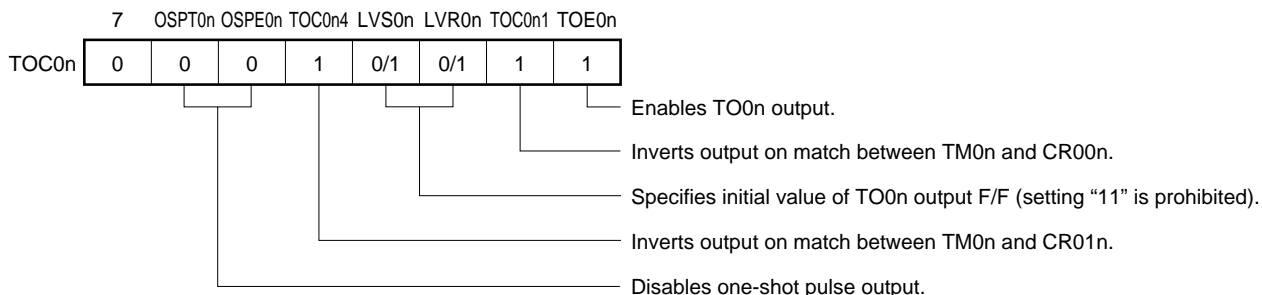 7 OSPT0n OSPE0n TOC0n4 LVS0n LVR0n TOC0n1 TOE0n
TOC0n 0 0 0 1 0/1 0/1 1 1
Enables TO0n output.
Inverts output on match between TM0n and CR00n.
Specifies initial value of TO0n output F/F (setting “11” is prohibited).
Inverts output on match between TM0n and CR01n.
Disables one-shot pulse output.